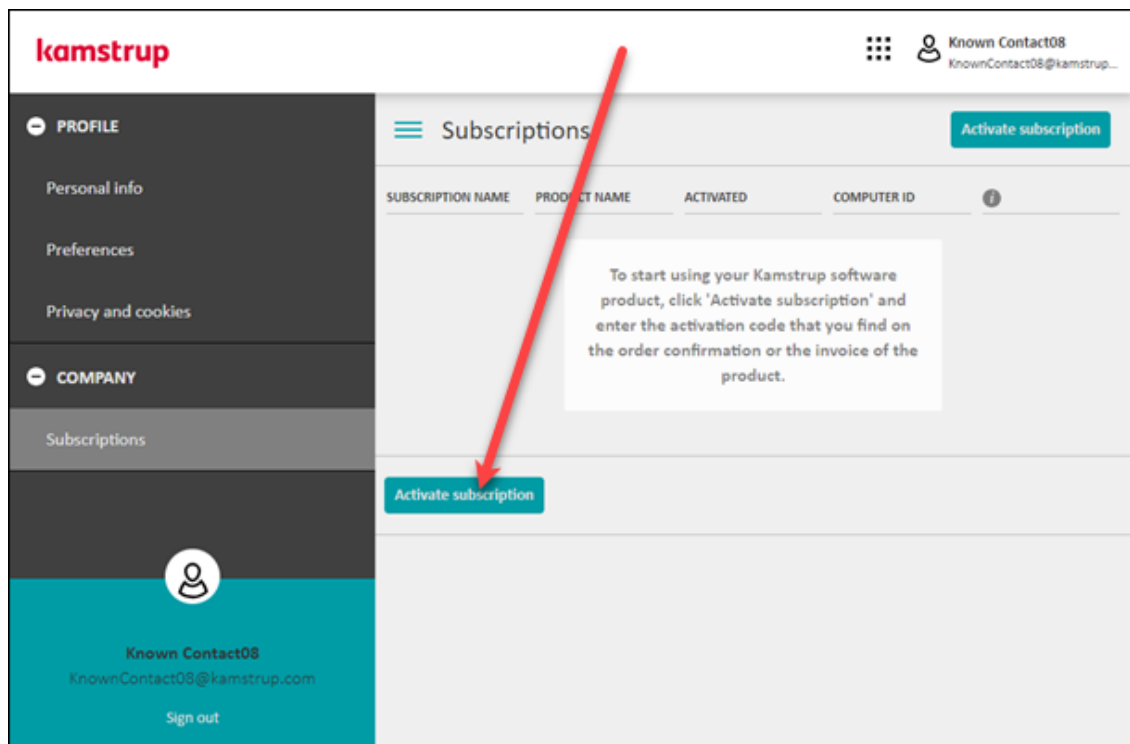 kamstrup
Known Contact08
KnownContact08@kamstrup...
PROFILE
Personal info
Preferences
Privacy and cookies
COMPANY
Subscriptions
Known Contact08
KnownContact08@kamstrup.com
Sign out
Subscriptions
Activate subscription
SUBSCRIPTION NAME PRODUCT NAME ACTIVATED COMPUTER ID
To start using your Kamstrup software
product, click 'Activate subscription' and
enter the activation code that you find on
the order confirmation or the invoice of the
product.
Activate subscription